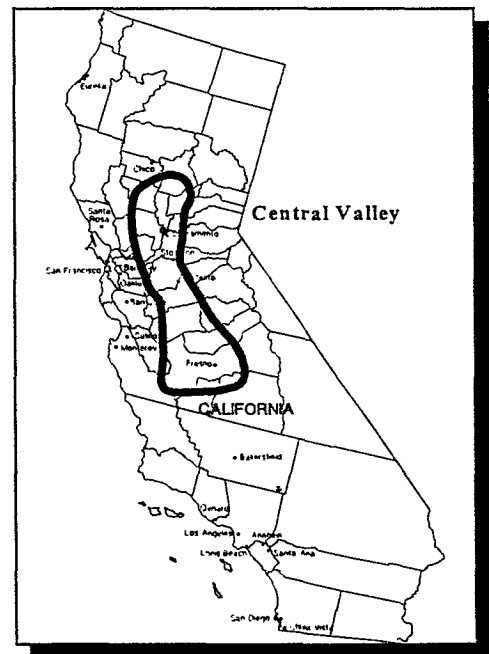 Eureka
Chico
Santa
Rosa
Central Valley
San Francisco
Monterey
Fresno
CALIFORNIA
Bakersfield
Oxnard
Los Angeles
Anaheim
Long Beach
Santa Ana
San Diego